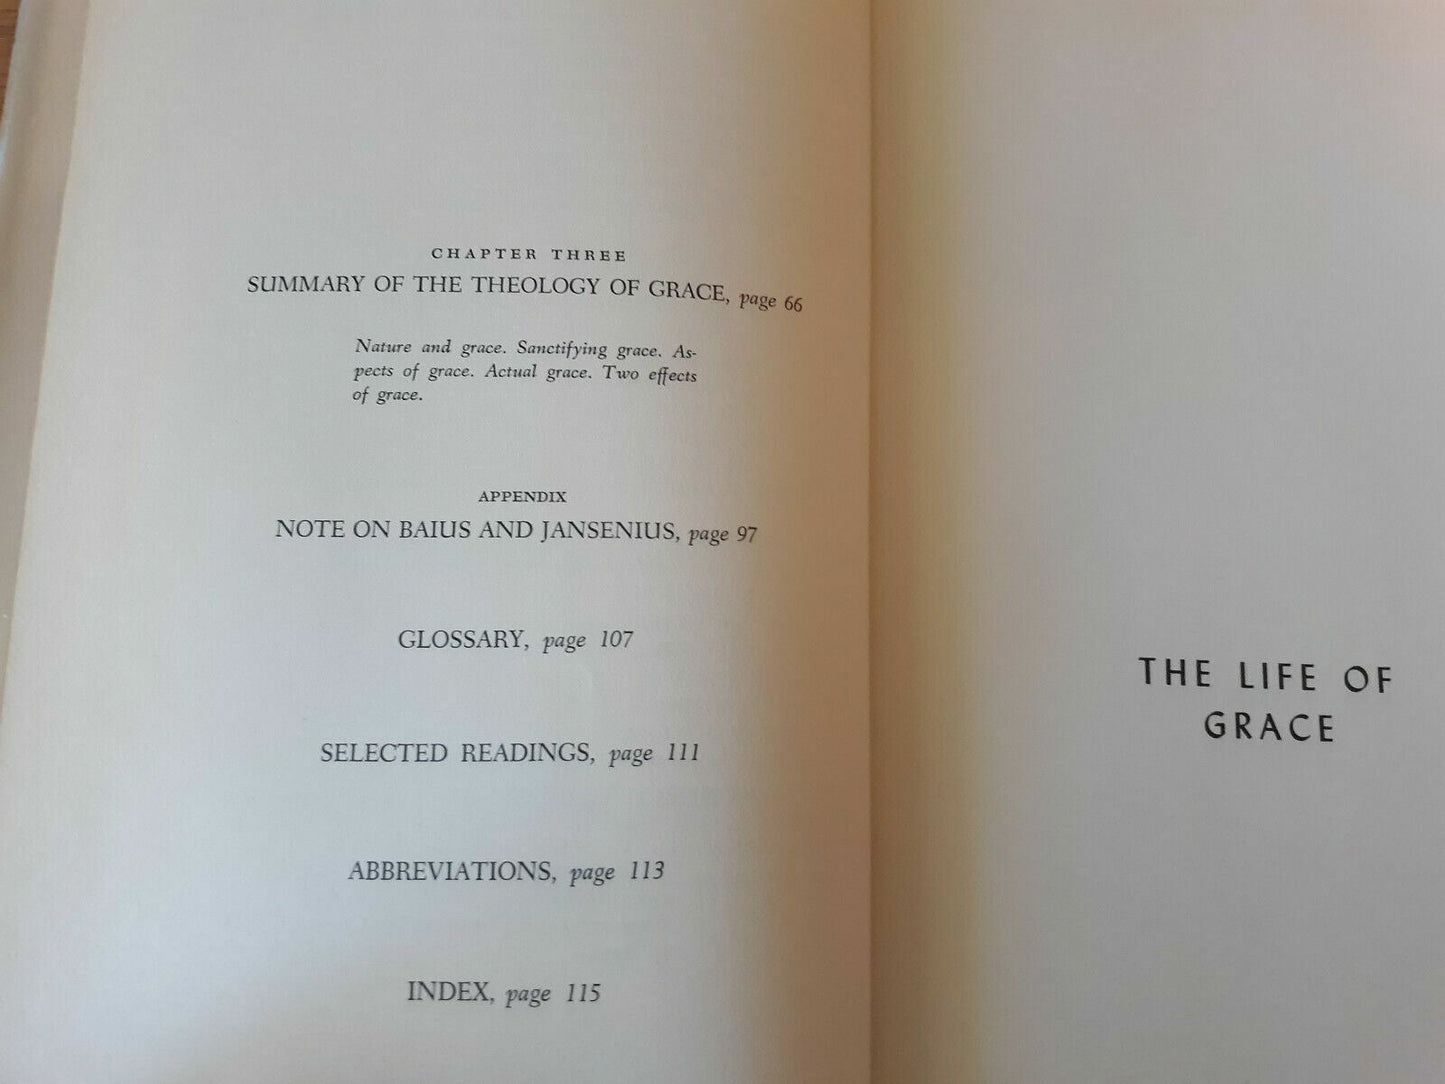 CHAPTER THREE
SUMMARY OF THE THEOLOGY OF GRACE, page 66
Nature and grace. Sanctifying grace. As-
pects of grace. Actual grace. Two effects
of grace.
APPENDIX
NOTE ON BAIUS AND JANSENIUS, page 97
GLOSSARY, page 107
SELECTED READINGS, page 111
ABBREVIATIONS, page 113
INDEX, page 115
THE LIFE OF
GRACE